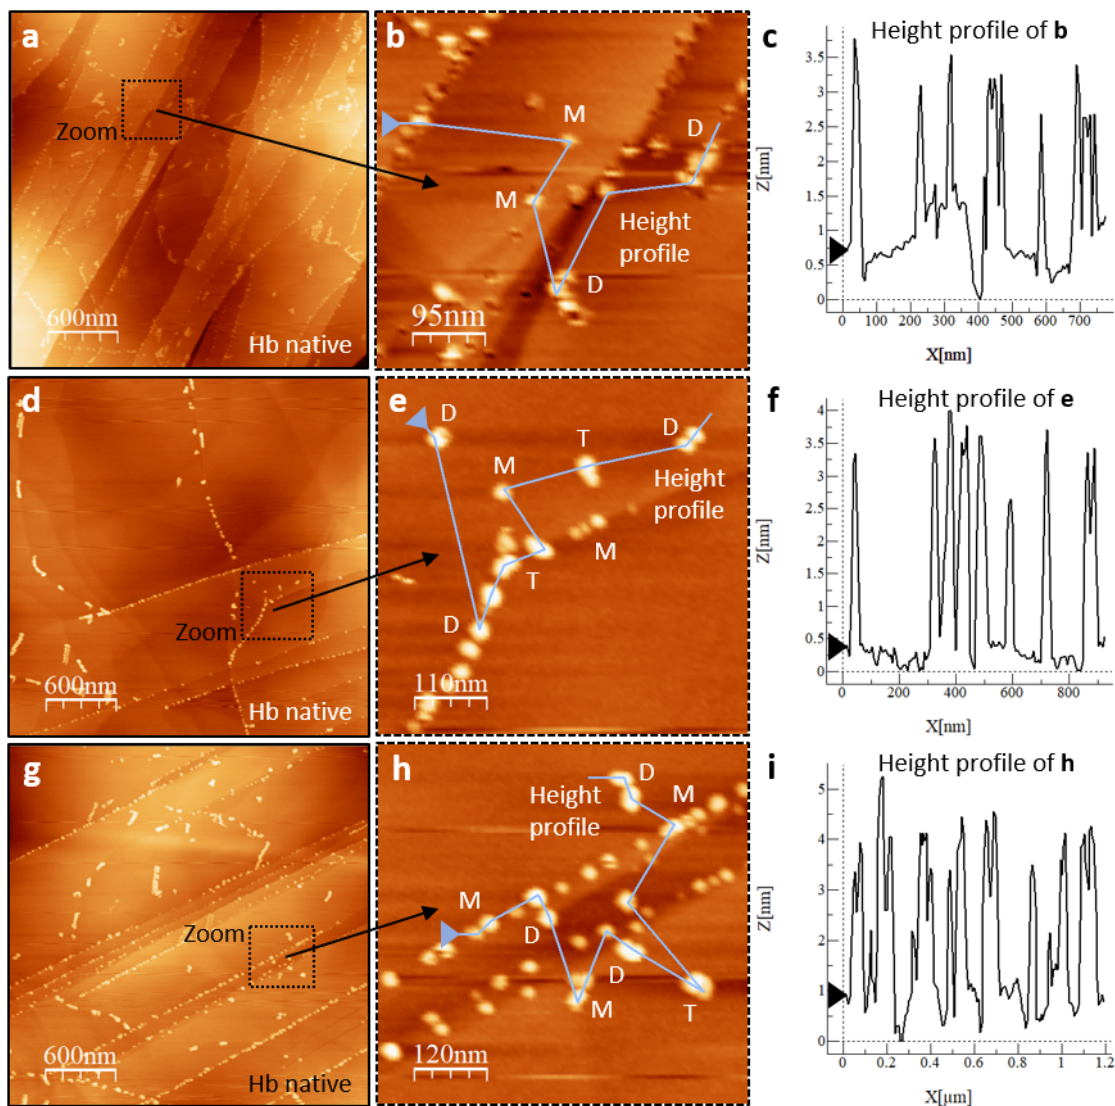 a
Zoom
600nm
Hb native
b
M
D
M
Height
profile
D
95nm
c
Height profile of b
3.5
3
2.5
2
1.5
1
0.5
0
Z[nm]
0 100 200 300 400 500 600 700
X[nm]
d
Zoom
600nm
Hb native
e
D
D
T
M
Height
profile
M
T
D
110nm
f
Height profile of e
4
3.5
3
2.5
2
1.5
1
0.5
0
Z[nm]
0 200 400 600 800
X[nm]
g
Zoom
600nm
Hb native
h
D
Height
profile
M
M
D
D
M
T
120nm
i
Height profile of h
5
4
3
2
1
0
Z[nm]
0 0.2 0.4 0.6 0.8 1.0 1.2
X[µm]